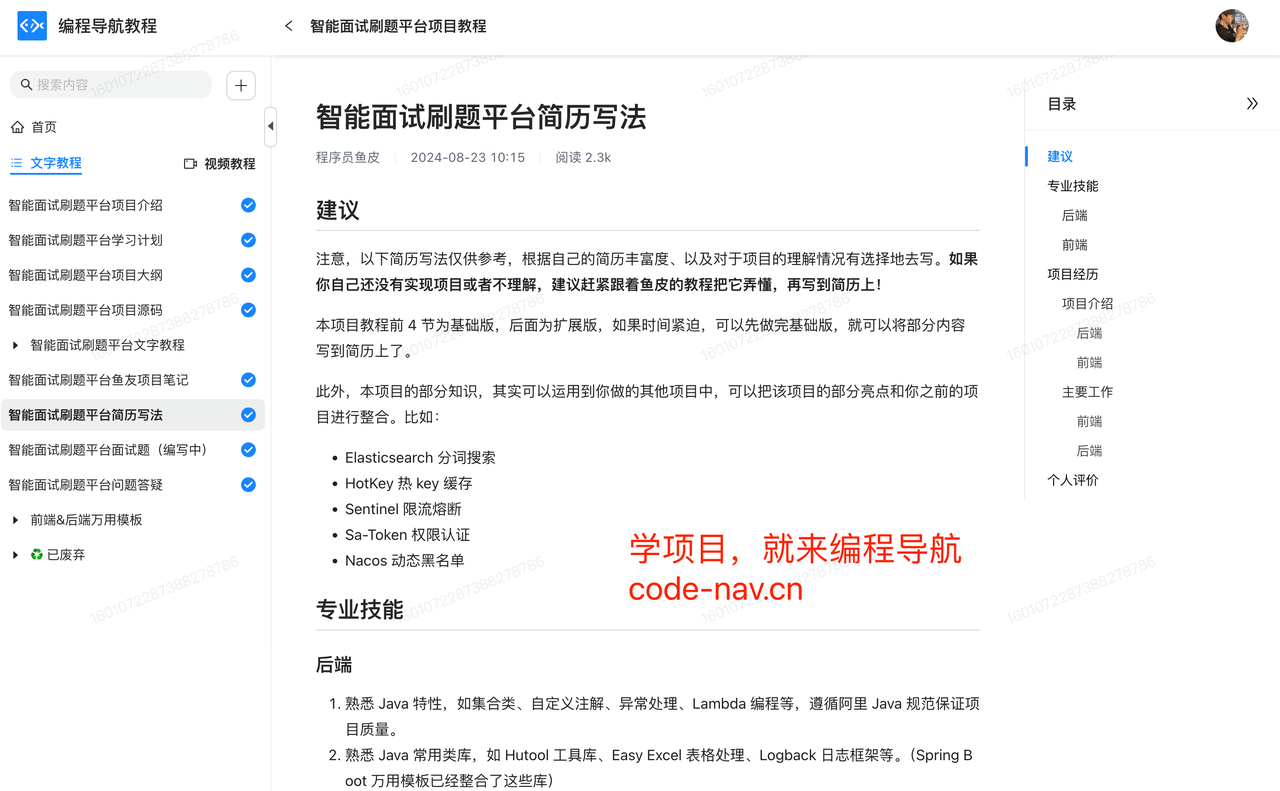 编程导航教程
智能面试刷题平台项目教程
搜索内容
首页
文字教程
视频教程
智能面试刷题平台项目介绍
智能面试刷题平台学习计划
智能面试刷题平台项目大纲
智能面试刷题平台项目源码
智能面试刷题平台文字教程
智能面试刷题平台鱼友项目笔记
智能面试刷题平台简历写法
智能面试刷题平台面试题（编写中）
智能面试刷题平台问题答疑
前端&后端万用模板
已废弃
智能面试刷题平台简历写法
程序员鱼皮 2024-08-23 10:15 阅读 2.3k
建议
注意，以下简历写法仅供参考，根据自己的简历丰富度、以及对于项目的理解情况有选择地去写。如果
你自己还没有实现项目或者不理解，建议赶紧跟着鱼皮的教程把它弄懂，再写到简历上！
本项目教程前 4 节为基础版，后面为扩展版，如果时间紧迫，可以先做完基础版，就可以将部分内容
写到简历上了。
此外，本项目的部分知识，其实可以运用到你做的其他项目中，可以把该项目的部分亮点和你之前的项
目进行整合。比如：
• Elasticsearch 分词搜索
• HotKey 热 key 缓存
• Sentinel 限流熔断
• Sa-Token 权限认证
• Nacos 动态黑名单
学项目，就来编程导航
code-nav.cn
专业技能
后端
1. 熟悉 Java 特性，如集合类、自定义注解、异常处理、Lambda 编程等，遵循阿里 Java 规范保证项
目质量。
2. 熟悉 Java 常用类库，如 Hutool 工具库、Easy Excel 表格处理、Logback 日志框架等。（Spring B
oot 万用模板已经整合了这些库）
目录
建议
专业技能
后端
前端
项目经历
项目介绍
后端
前端
主要工作
前端
后端
个人评价
1601072287388278786
1601072287388278786
1601072287388278786
1601072287388278786
1601072287388278786
1601072287388278786
1601072287388278786
1601072287388278786
1601072287388278786
1601072287388278786
1601072287388278786
1601072287388278786